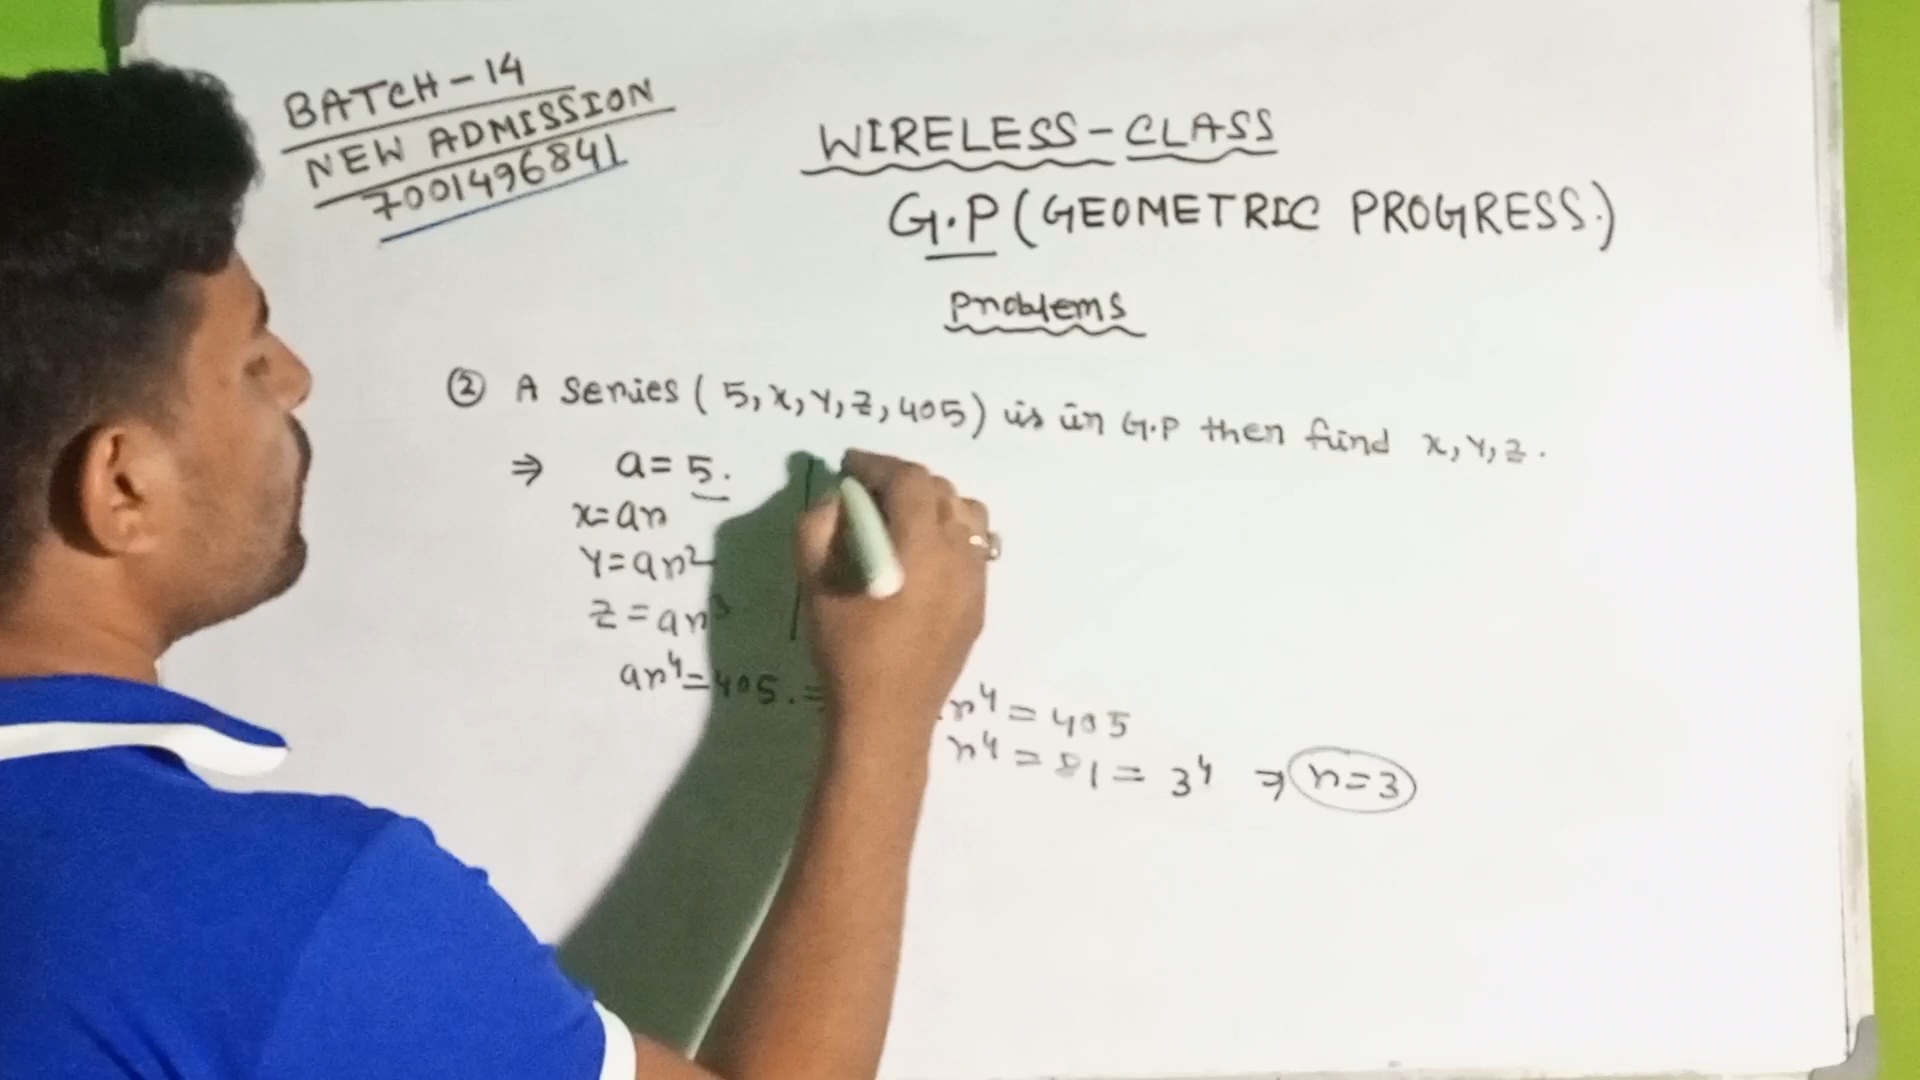 BATCH-14
NEW ADMISSION
7001496841
WIRELESS-CLASS
G.P (GEOMETRIC PROGRESS.)
Problems
② A Series (5, x, y, z, 405) is in G.P then find x, y, z.
⇒ a = 5.
x = ar
y = ar²
z = ar³
ar⁴ = 405. =
r⁴ = 405
r⁴ = 81 = 3⁴ ⇒ r = 3